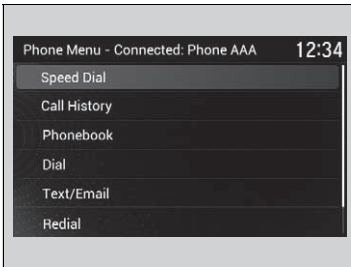 Phone Menu - Connected: Phone AAA 12:34
Speed Dial
Call History
Phonebook
Dial
Text/Email
Redial